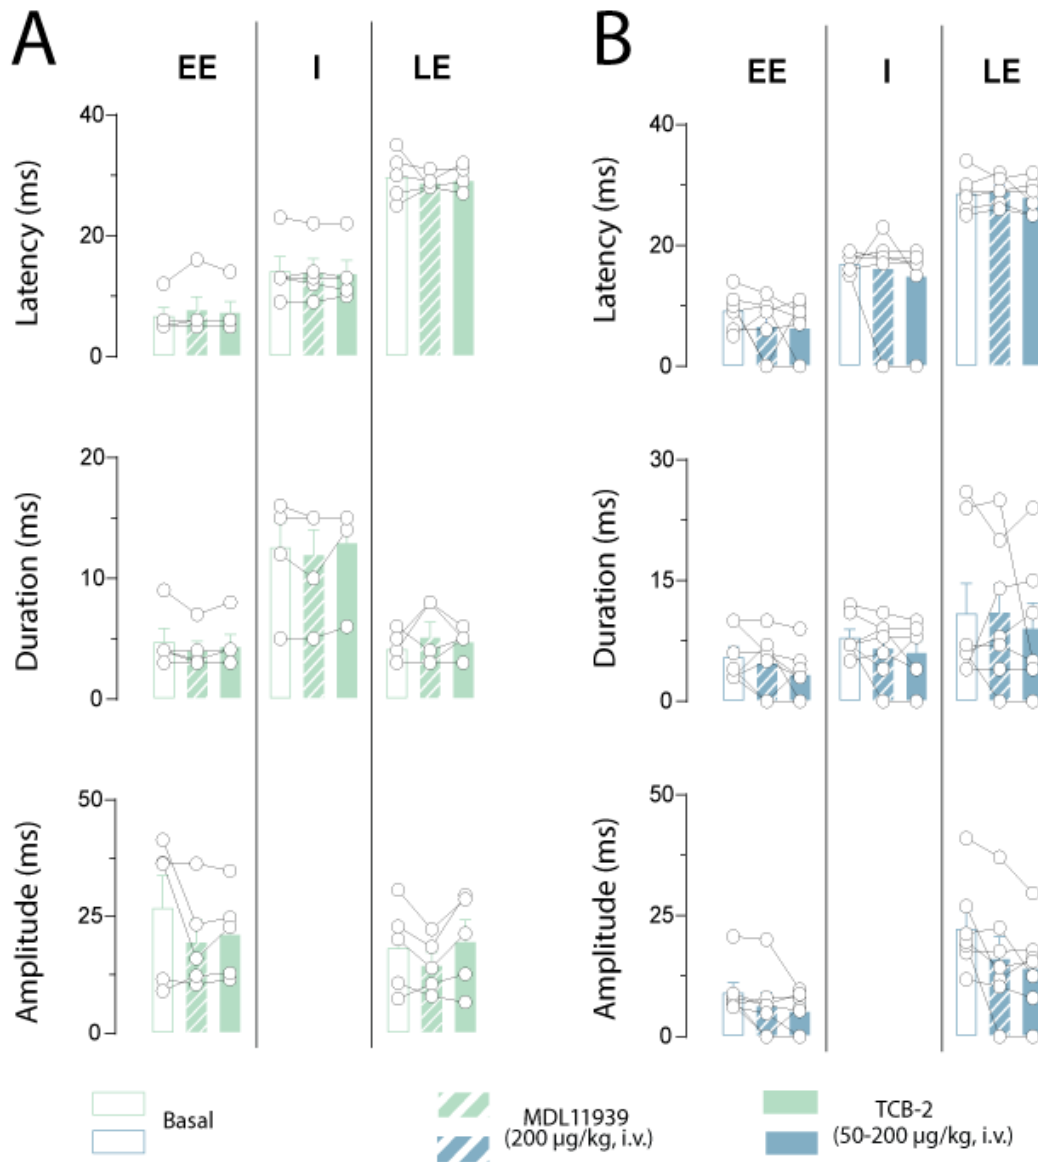 A
EE
I
LE
Latency (ms)
40
20
0
Duration (ms)
20
10
0
Amplitude (ms)
50
25
0
B
EE
I
LE
Latency (ms)
40
20
0
Duration (ms)
30
15
0
Amplitude (ms)
50
25
0
Basal
MDL11939
(200 µg/kg, i.v.)
TCB-2
(50-200 µg/kg, i.v.)